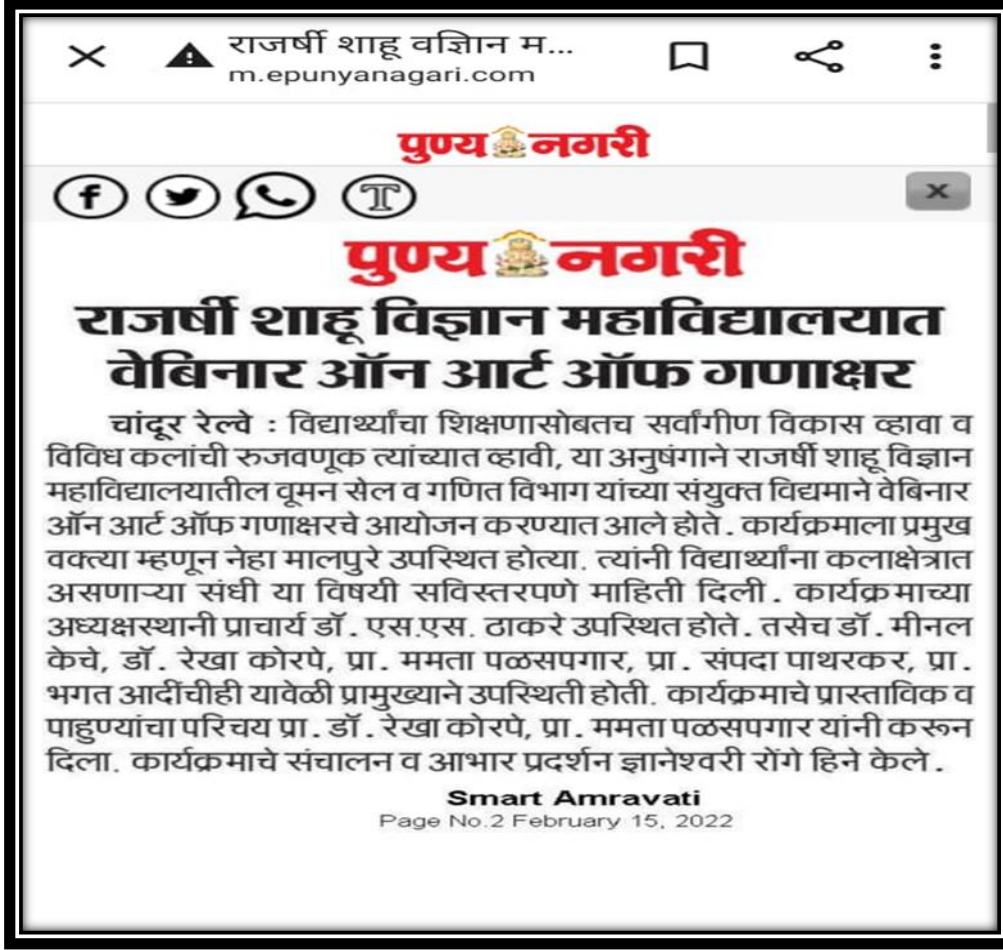 राजर्षी शाहू वज्ञिान म...
m.epunyanagari.com
पुण्य नगरी
x
पुण्य नगरी
राजर्षी शाहू विज्ञान महाविद्यालयात
वेबिनार ऑन आर्ट ऑफ गणाक्षर
चांदूर रेल्वे : विद्यार्थ्यांचा शिक्षणासोबतच सर्वांगीण विकास व्हावा व
विविध कलांची रुजवणूक त्यांच्यात व्हावी, या अनुषंगाने राजर्षी शाहू विज्ञान
महाविद्यालयातील वूमन सेल व गणित विभाग यांच्या संयुक्त विद्यमाने वेबिनार
ऑन आर्ट ऑफ गणाक्षरचे आयोजन करण्यात आले होते. कार्यक्रमाला प्रमुख
वक्त्या म्हणून नेहा मालपुरे उपस्थित होत्या. त्यांनी विद्यार्थ्यांना कलाक्षेत्रात
असणाऱ्या संधी या विषयी सविस्तरपणे माहिती दिली. कार्यक्रमाच्या
अध्यक्षस्थानी प्राचार्य डॉ. एस.एस. ठाकरे उपस्थित होते. तसेच डॉ. मीनल
केचे, डॉ. रेखा कोरपे, प्रा. ममता पळसपगार, प्रा. संपदा पाथरकर, प्रा.
भगत आदींचीही यावेळी प्रामुख्याने उपस्थिती होती. कार्यक्रमाचे प्रास्ताविक व
पाहुण्यांचा परिचय प्रा. डॉ. रेखा कोरपे, प्रा. ममता पळसपगार यांनी करून
दिला. कार्यक्रमाचे संचालन व आभार प्रदर्शन ज्ञानेश्वरी रोंगे हिने केले.
Smart Amravati
Page No.2 February 15, 2022